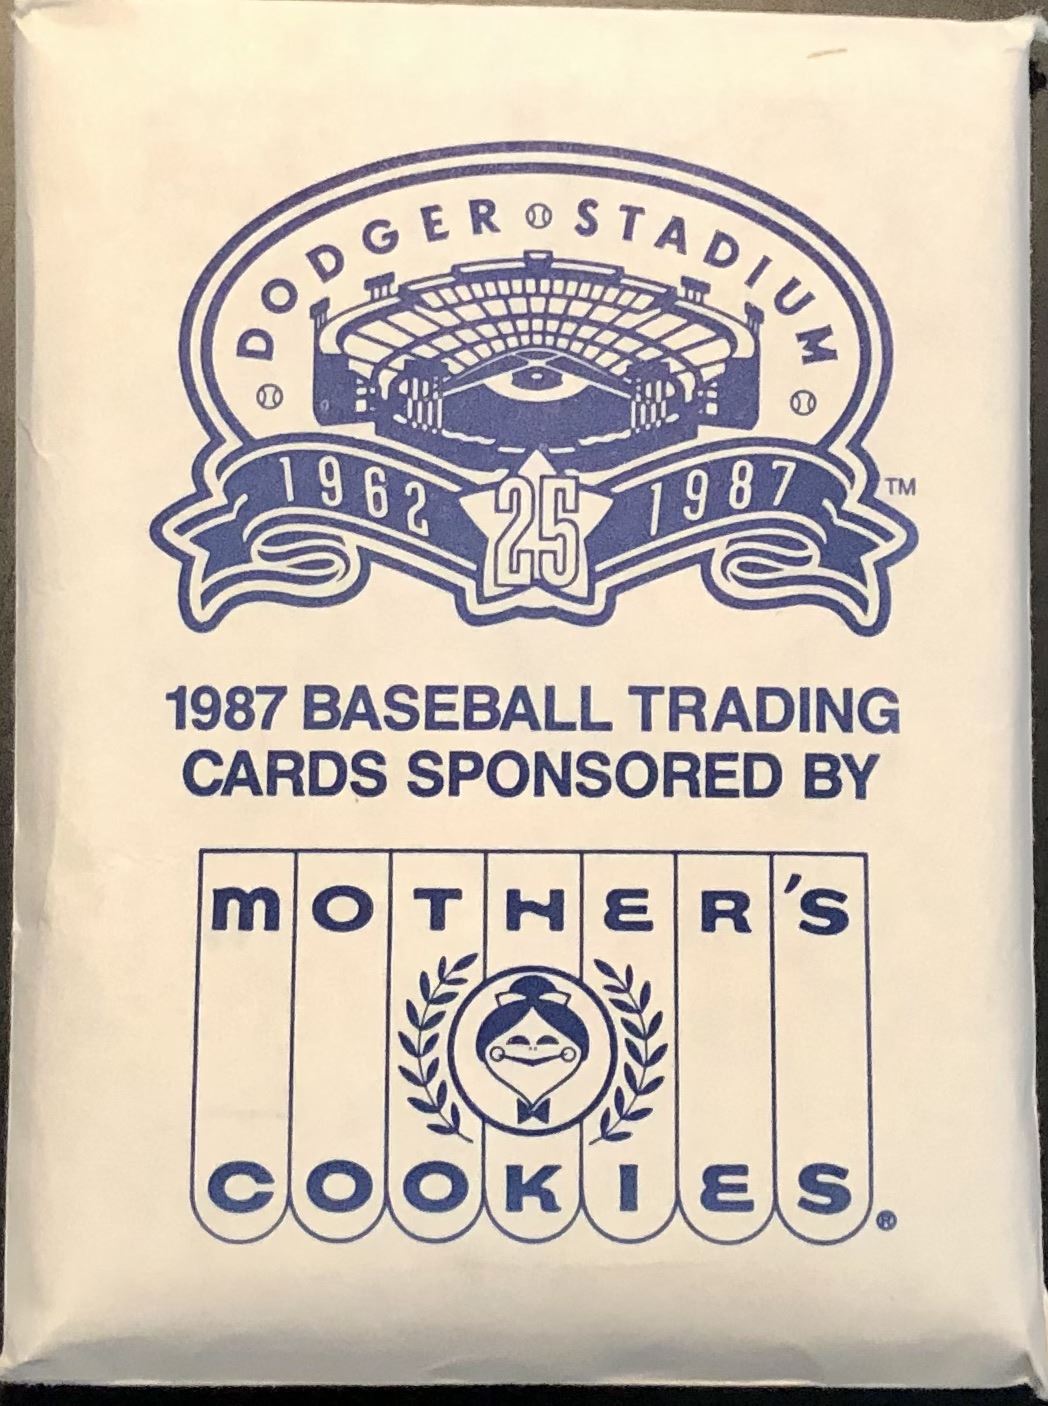 DODGER STADIUM
1962 25 1987 TM
1987 BASEBALL TRADING
CARDS SPONSORED BY
MOTHER'S
COOKIES®